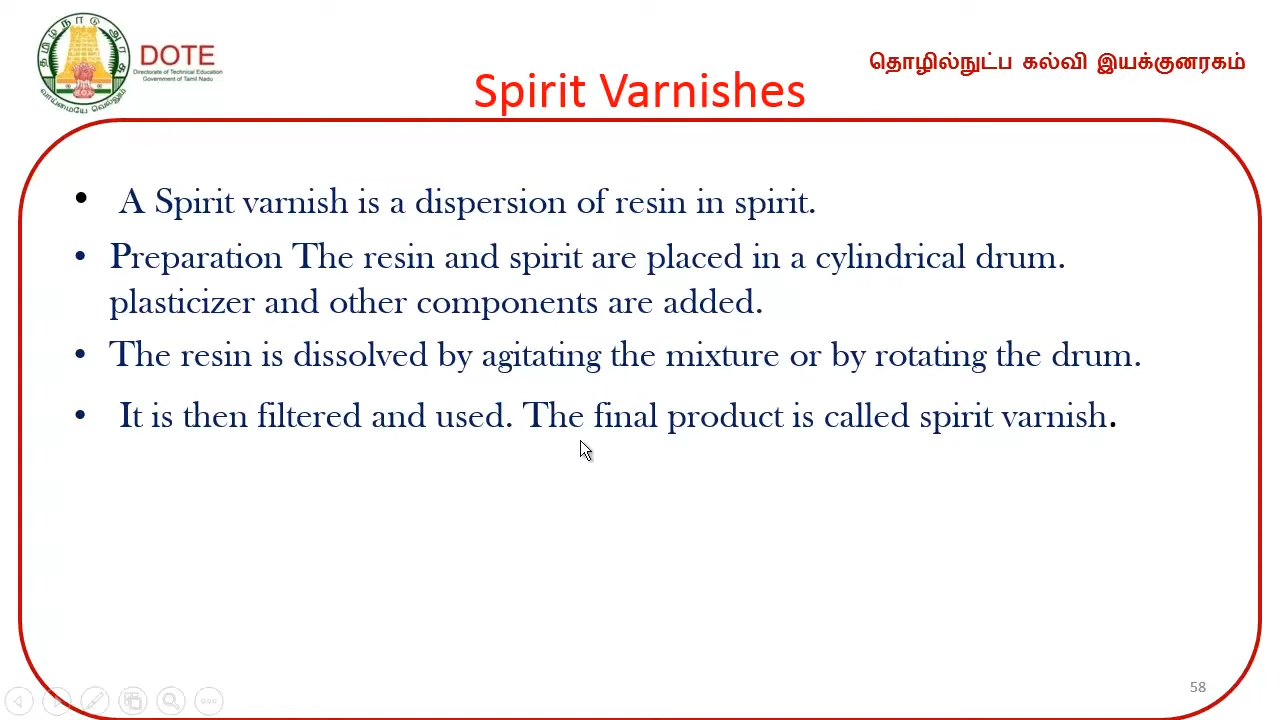 தமிழ்நாடு அரசு
வாய்மையே வெல்லும்
DOTE
Directorate of Technical Education
Government of Tamil Nadu
தொழில்நுட்ப கல்வி இயக்குனரகம்
Spirit Varnishes
• A Spirit varnish is a dispersion of resin in spirit.
• Preparation The resin and spirit are placed in a cylindrical drum.
plasticizer and other components are added.
• The resin is dissolved by agitating the mixture or by rotating the drum.
• It is then filtered and used. The final product is called spirit varnish.
58